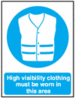 High visibility clothing
must be worn in
this area